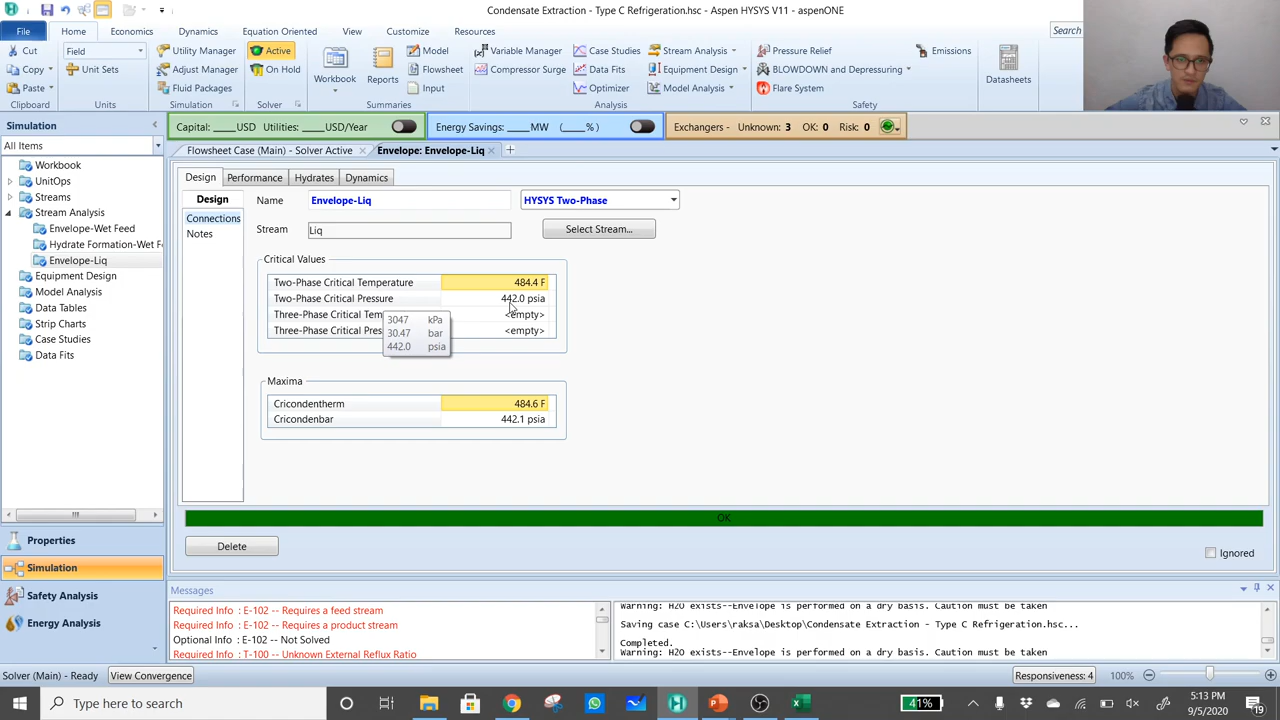 Condensate Extraction - Type C Refrigeration.hsc - Aspen HYSYS V11 - aspenONE
File Home Economics Dynamics Equation Oriented View Customize Resources Search
Cut Field Utility Manager Active Model Variable Manager Case Studies Stream Analysis Pressure Relief Emissions
Copy Unit Sets Adjust Manager On Hold Workbook Reports Flowsheet Compressor Surge Data Fits Equipment Design BLOWDOWN and Depressuring Datasheets
Paste Fluid Packages Input Optimizer Model Analysis Flare System
Clipboard Units Simulation Solver Summaries Analysis Safety
Simulation
Capital: ____USD Utilities: ____USD/Year Energy Savings: ____MW (____%) Exchangers - Unknown: 3 OK: 0 Risk: 0
All Items
Flowsheet Case (Main) - Solver Active Envelope: Envelope-Liq
Workbook
UnitOps
Streams
Stream Analysis
Envelope-Wet Feed
Hydrate Formation-Wet F
Envelope-Liq
Equipment Design
Model Analysis
Data Tables
Strip Charts
Case Studies
Data Fits
Design Performance Hydrates Dynamics
Design
Connections
Notes
Name Envelope-Liq HYSYS Two-Phase
Stream Liq Select Stream...
Critical Values
Two-Phase Critical Temperature 484.4 F
Two-Phase Critical Pressure 442.0 psia
Three-Phase Critical Tem <empty>
Three-Phase Critical Pres <empty>
3047 kPa
30.47 bar
442.0 psia
Maxima
Cricondentherm 484.6 F
Cricondenbar 442.1 psia
OK
Delete Ignored
Properties
Simulation
Safety Analysis
Energy Analysis
Messages
Required Info : E-102 -- Requires a feed stream
Required Info : E-102 -- Requires a product stream
Optional Info : E-102 -- Not Solved
Required Info : T-100 -- Unknown External Reflux Ratio
Warning: H2O exists--Envelope is performed on a dry basis. Caution must be taken
Saving case C:\Users\raksa\Desktop\Condensate Extraction - Type C Refrigeration.hsc...
Completed.
Warning: H2O exists--Envelope is performed on a dry basis. Caution must be taken
Solver (Main) - Ready View Convergence Responsiveness: 4 100%
Type here to search 41% 5:13 PM
9/5/2020 19